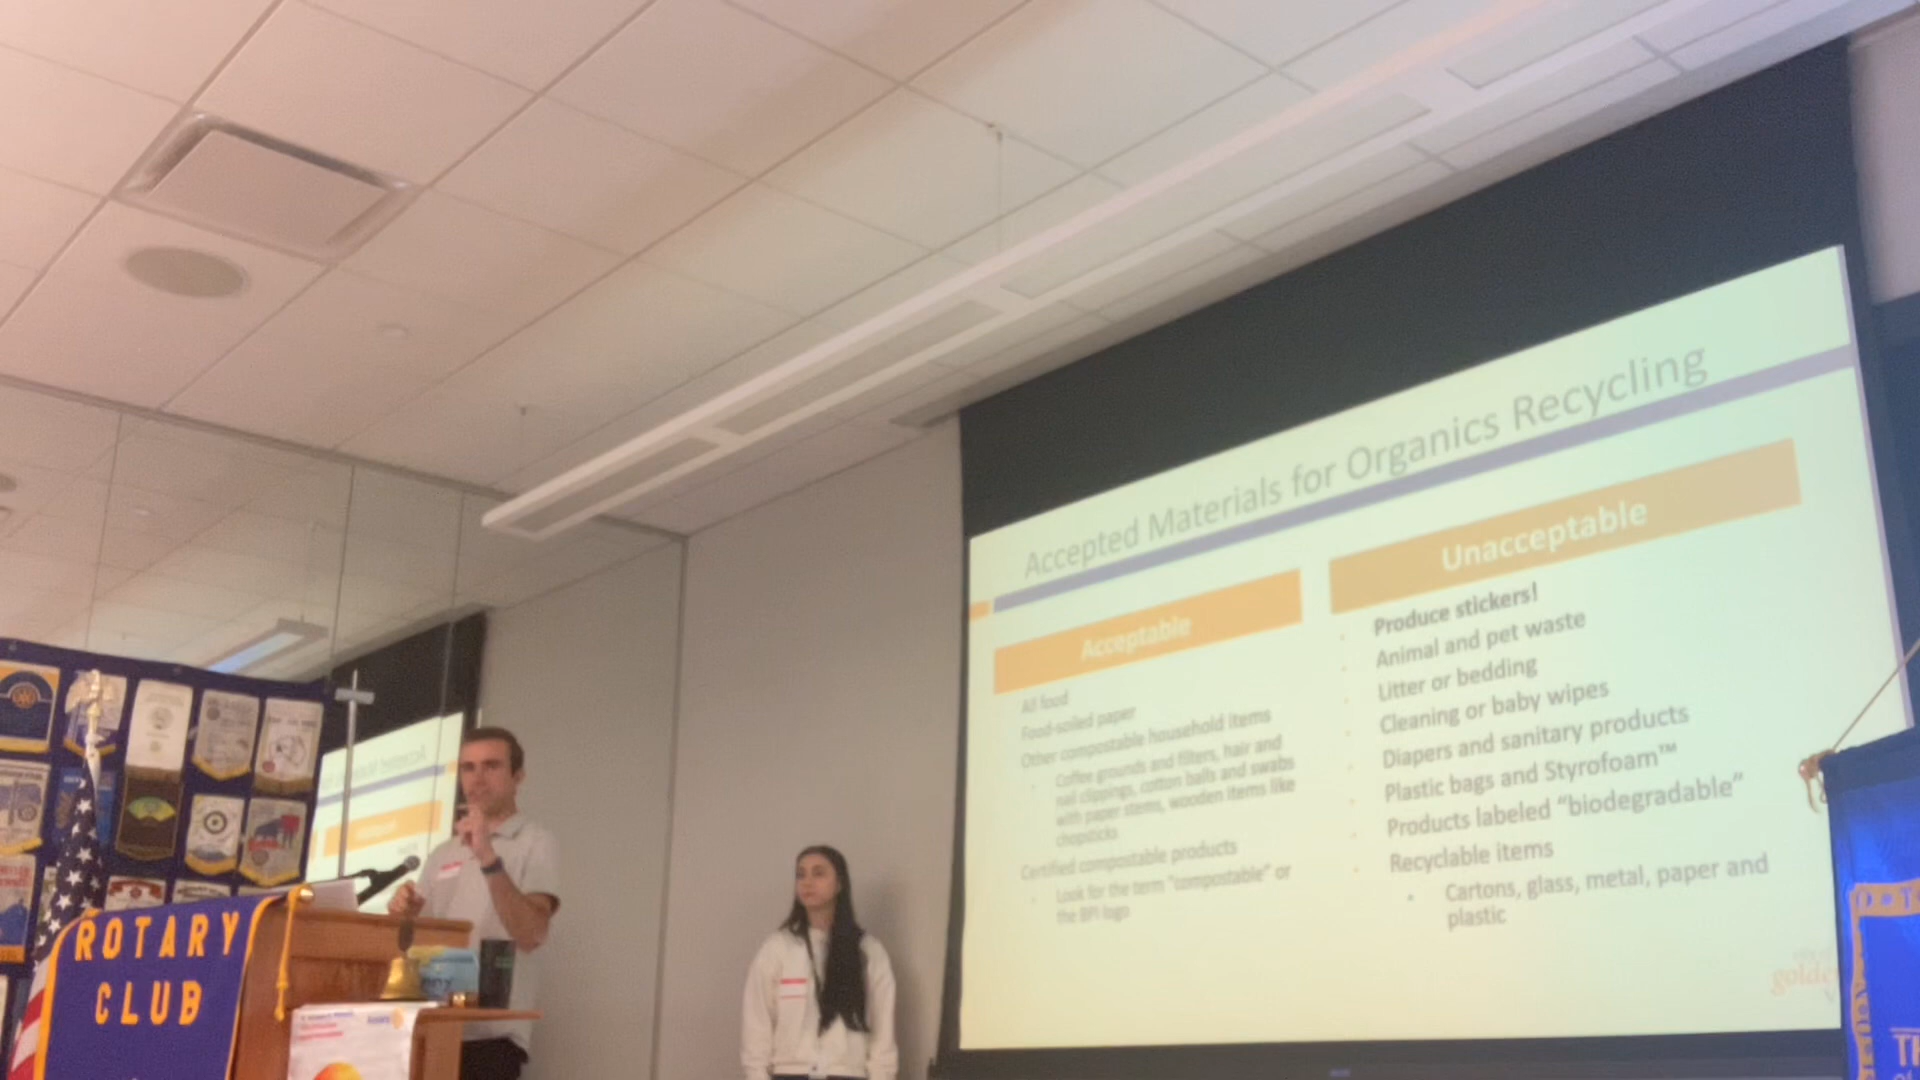 Accepted Materials for Organics Recycling
Acceptable
All food
Food-soiled paper
Other compostable household items
Coffee grounds and filters, hair and
nail clippings, cotton balls and swabs
with paper stems, wooden items like
chopsticks
Certified compostable products
Look for the term "compostable" or
the BPI logo
Unacceptable
Produce stickers!
Animal and pet waste
Litter or bedding
Cleaning or baby wipes
Diapers and sanitary products
Plastic bags and Styrofoam™
Products labeled “biodegradable”
Recyclable items
Cartons, glass, metal, paper and
plastic
ROTARY
CLUB